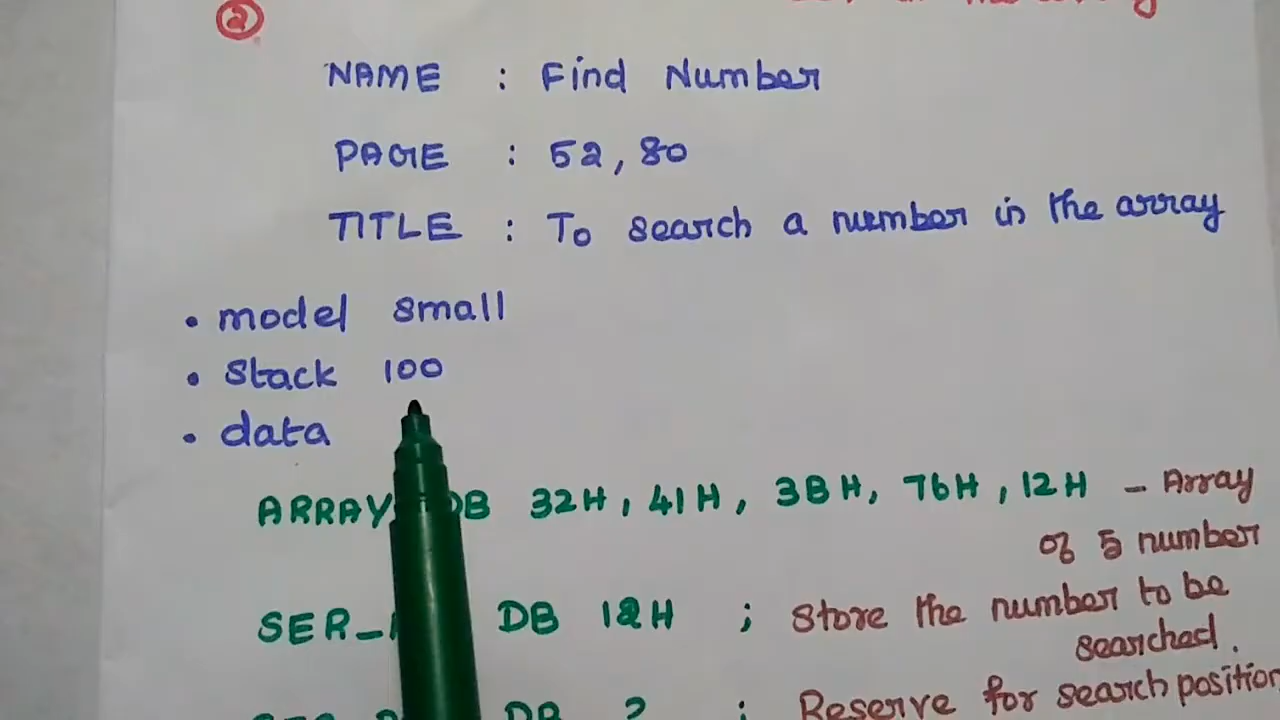 2
NAME : Find Number
PAGE : 52, 80
TITLE : To search a number in the array
. model small
. stack 100
. data
ARRAY DB 32H, 41H, 3BH, 76H, 12H - Array
of 5 number
SER_ DB 12H ; Store the number to be
searched.
DB ? ; Reserve for search position